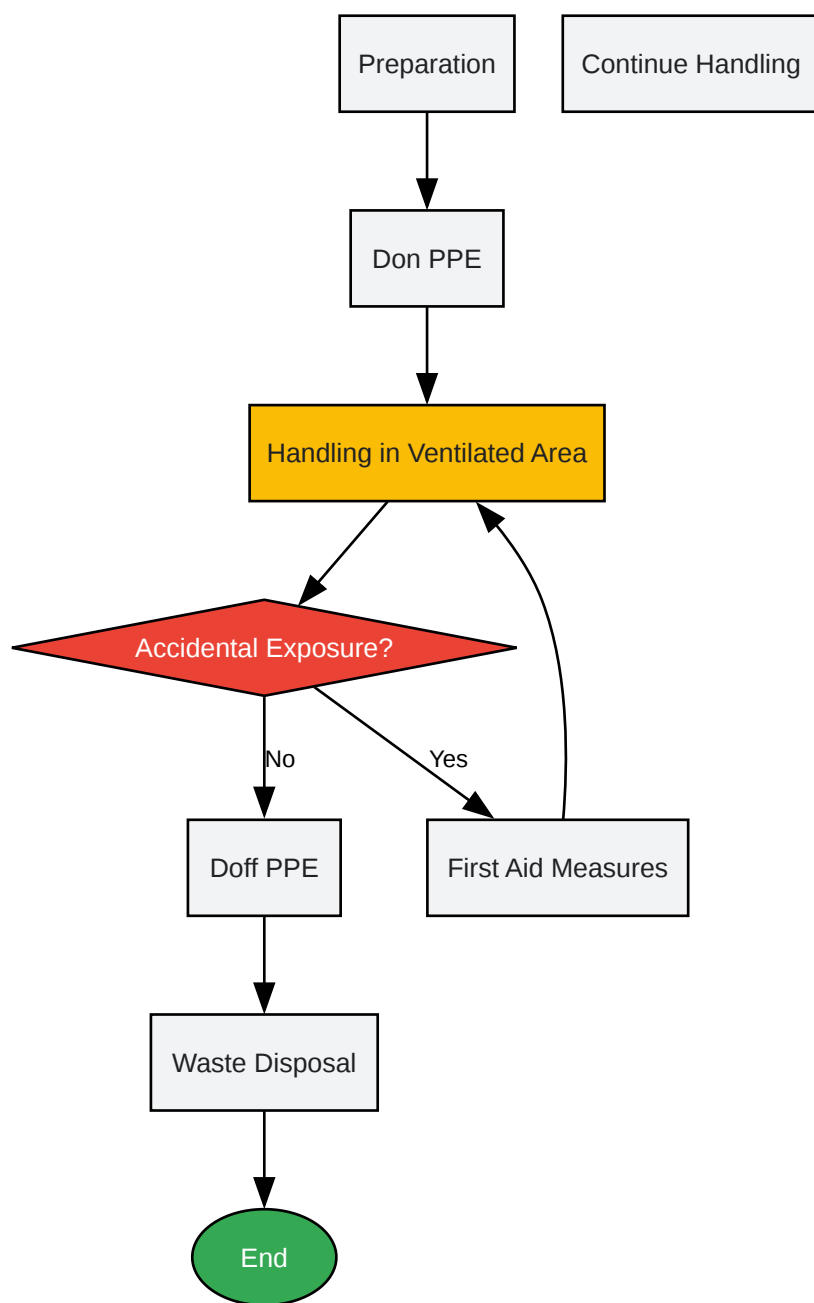 Preparation
Continue Handling
Don PPE
Handling in Ventilated Area
Accidental Exposure?
No
Yes
Doff PPE
First Aid Measures
Waste Disposal
End